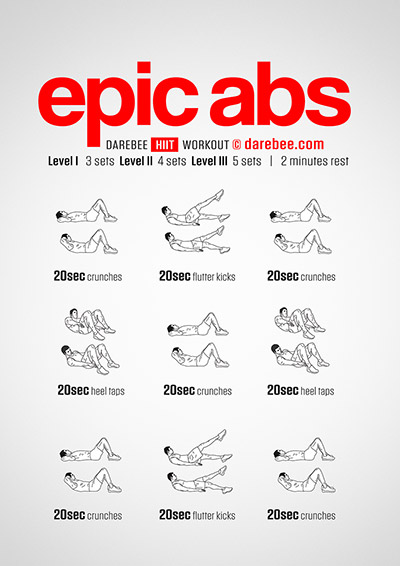 epic abs
DAREBEE HIIT WORKOUT © darebee.com
Level I 3 sets Level II 4 sets Level III 5 sets | 2 minutes rest
20sec crunches
20sec flutter kicks
20sec crunches
20sec heel taps
20sec crunches
20sec heel taps
20sec crunches
20sec flutter kicks
20sec crunches